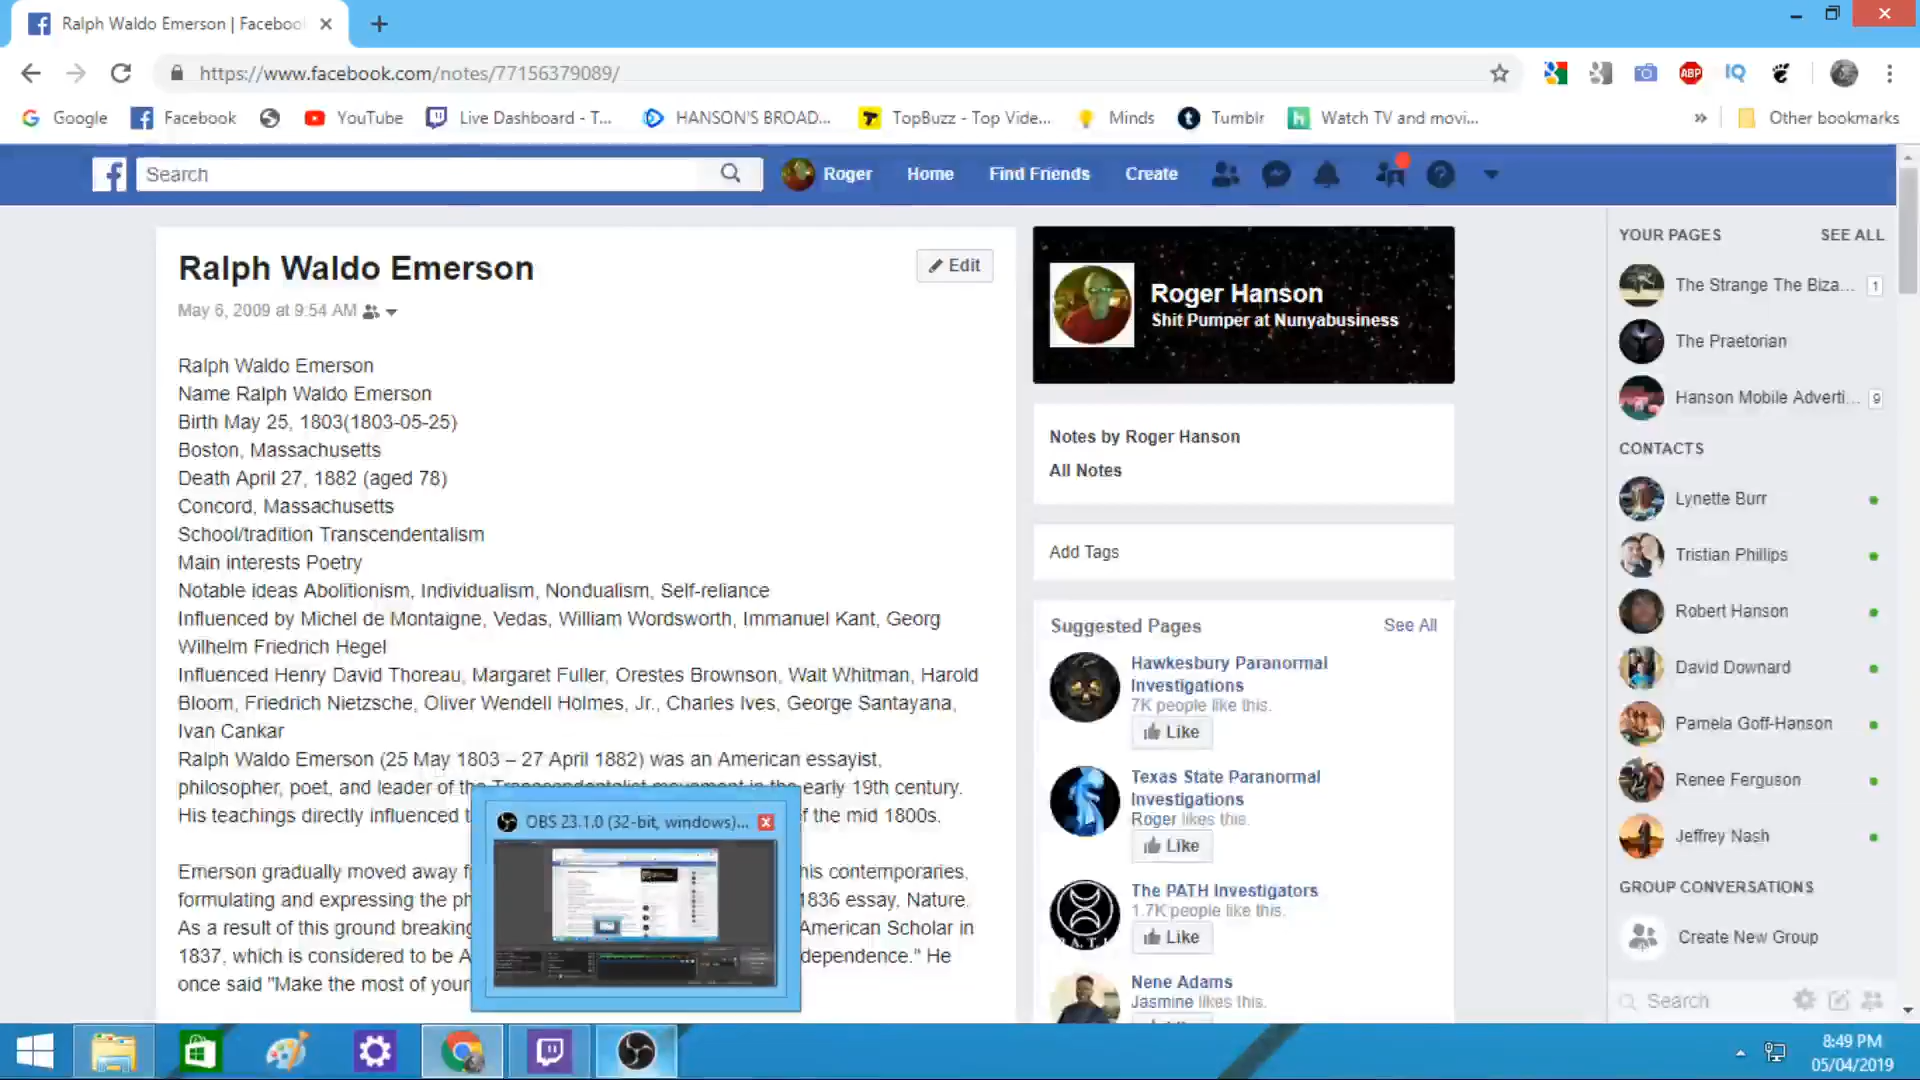 Ralph Waldo Emerson | Faceboo
https://www.facebook.com/notes/77156379089/
ABP
IQ
Google
Facebook
YouTube
Live Dashboard - T...
HANSON'S BROAD...
TopBuzz - Top Vide...
Minds
Tumblr
Watch TV and movi...
»
Other bookmarks
Search
Roger
Home
Find Friends
Create
Ralph Waldo Emerson
Edit
May 6, 2009 at 9:54 AM
Ralph Waldo Emerson
Name Ralph Waldo Emerson
Birth May 25, 1803(1803-05-25)
Boston, Massachusetts
Death April 27, 1882 (aged 78)
Concord, Massachusetts
School/tradition Transcendentalism
Main interests Poetry
Notable ideas Abolitionism, Individualism, Nondualism, Self-reliance
Influenced by Michel de Montaigne, Vedas, William Wordsworth, Immanuel Kant, Georg
Wilhelm Friedrich Hegel
Influenced Henry David Thoreau, Margaret Fuller, Orestes Brownson, Walt Whitman, Harold
Bloom, Friedrich Nietzsche, Oliver Wendell Holmes, Jr., Charles Ives, George Santayana,
Ivan Cankar
Ralph Waldo Emerson (25 May 1803 – 27 April 1882) was an American essayist,
philosopher, poet, and leader of the Transcendentalist movement in the early 19th century.
His teachings directly influenced of the mid 1800s.
Emerson gradually moved away his contemporaries,
formulating and expressing the 1836 essay, Nature.
As a result of this ground breaking American Scholar in
1837, which is considered to be dependence." He
once said "Make the most of your
OBS 23.1.0 (32-bit, windows)...
Roger Hanson
Shit Pumper at Nunyabusiness
Notes by Roger Hanson
All Notes
Add Tags
Suggested Pages
See All
Hawkesbury Paranormal
Investigations
7K people like this.
Like
Texas State Paranormal
Investigations
Roger likes this.
Like
The PATH Investigators
1.7K people like this.
Like
Nene Adams
Jasmine likes this.
YOUR PAGES
SEE ALL
The Strange The Biza...
1
The Praetorian
Hanson Mobile Adverti...
9
CONTACTS
Lynette Burr
Tristian Phillips
Robert Hanson
David Downard
Pamela Goff-Hanson
Renee Ferguson
Jeffrey Nash
GROUP CONVERSATIONS
Create New Group
Search
8:49 PM
05/04/2019